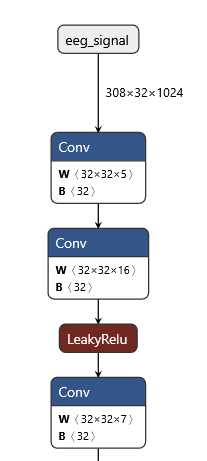 eeg_signal
308×32×1024
Conv
W ⟨32×32×5⟩
B ⟨32⟩
Conv
W ⟨32×32×16⟩
B ⟨32⟩
LeakyRelu
Conv
W ⟨32×32×7⟩
B ⟨32⟩